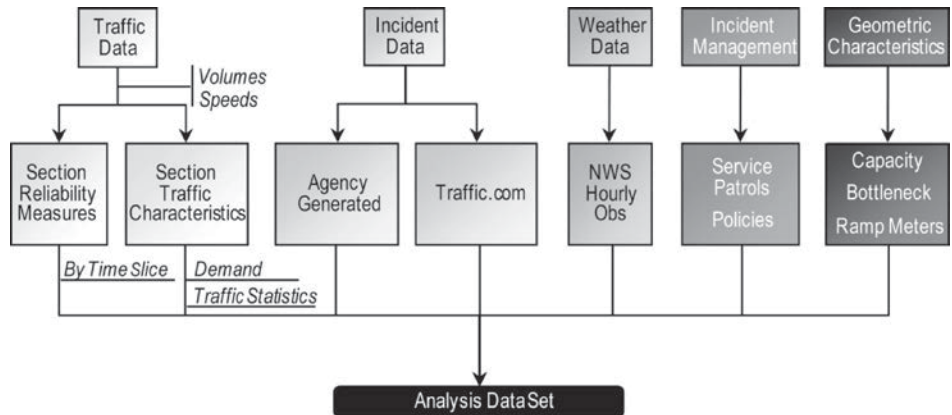 Traffic
Data
Incident
Data
Weather
Data
Incident
Management
Geometric
Characteristics
Volumes
Speeds
Section
Reliability
Measures
Section
Traffic
Characteristics
Agency
Generated
Traffic.com
NWS
Hourly
Obs
Service
Patrols
Policies
Capacity
Bottleneck
Ramp Meters
By Time Slice
Demand
Traffic Statistics
Analysis DataSet